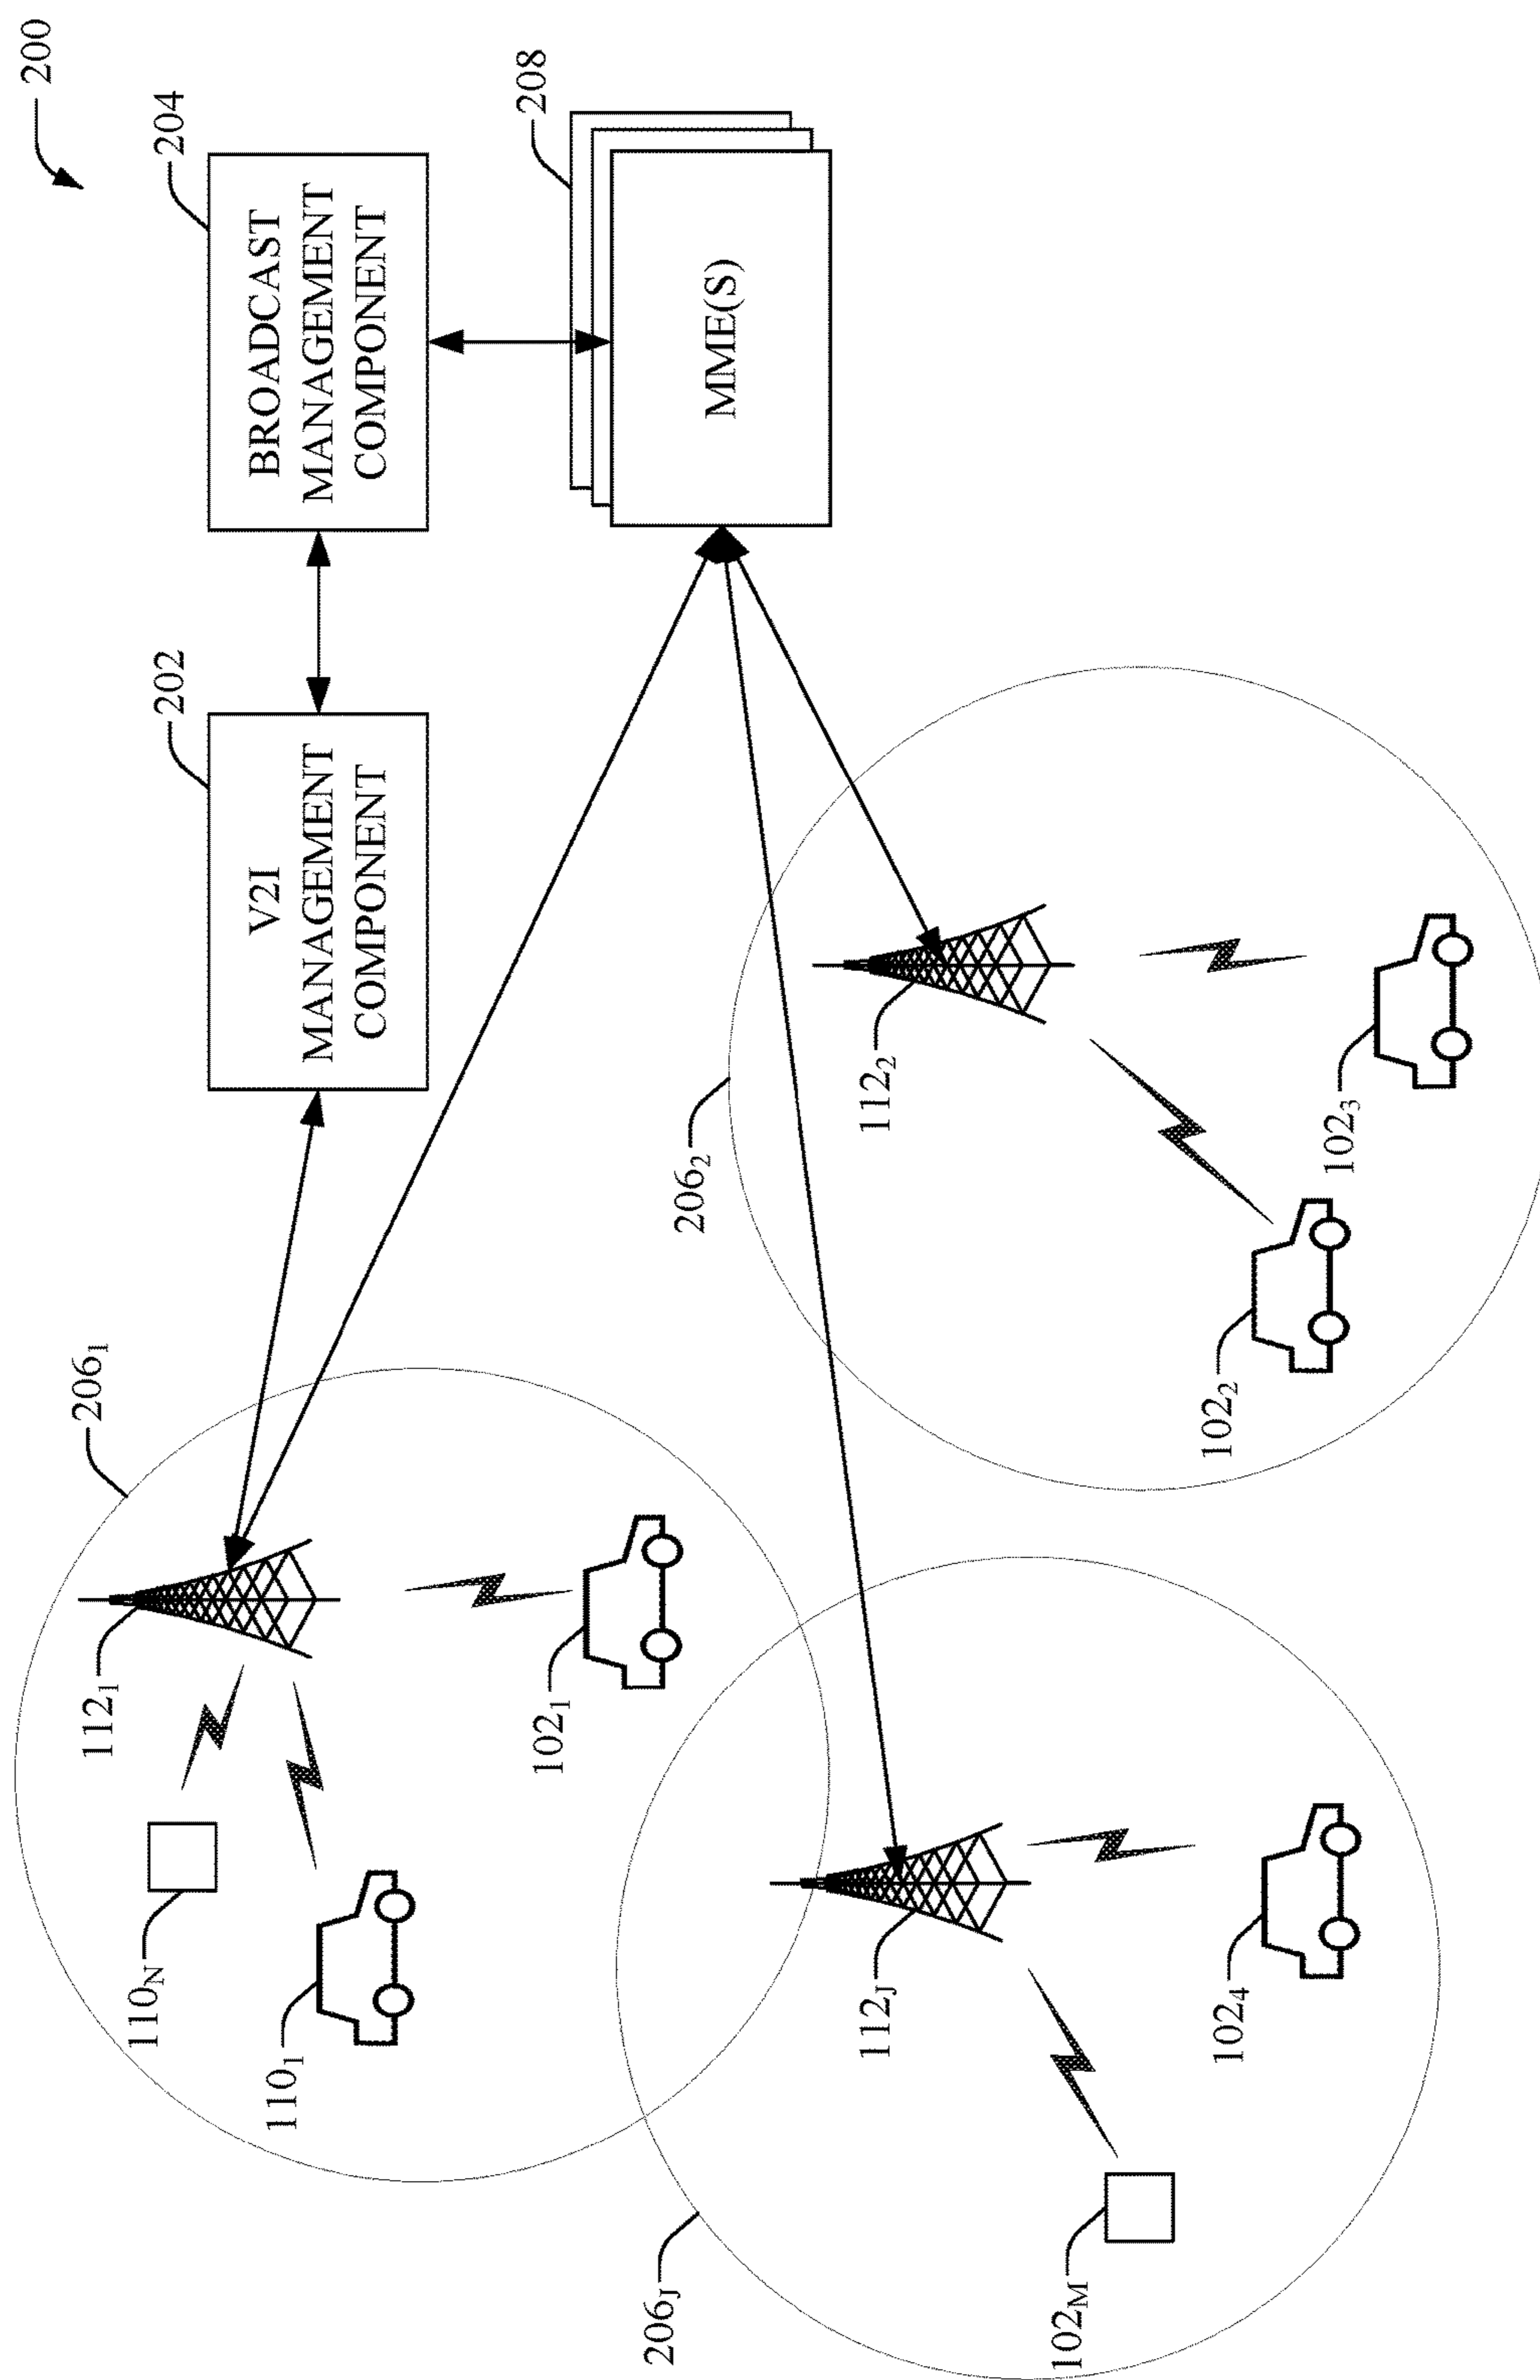 200
204
BROADCAST
MANAGEMENT
COMPONENT
202
V2I
MANAGEMENT
COMPONENT
208
MME(S)
206₁
112₁
110_N
110₁
102₁
206₂
112₂
102₂
102₃
206_J
112_J
102_M
102₄